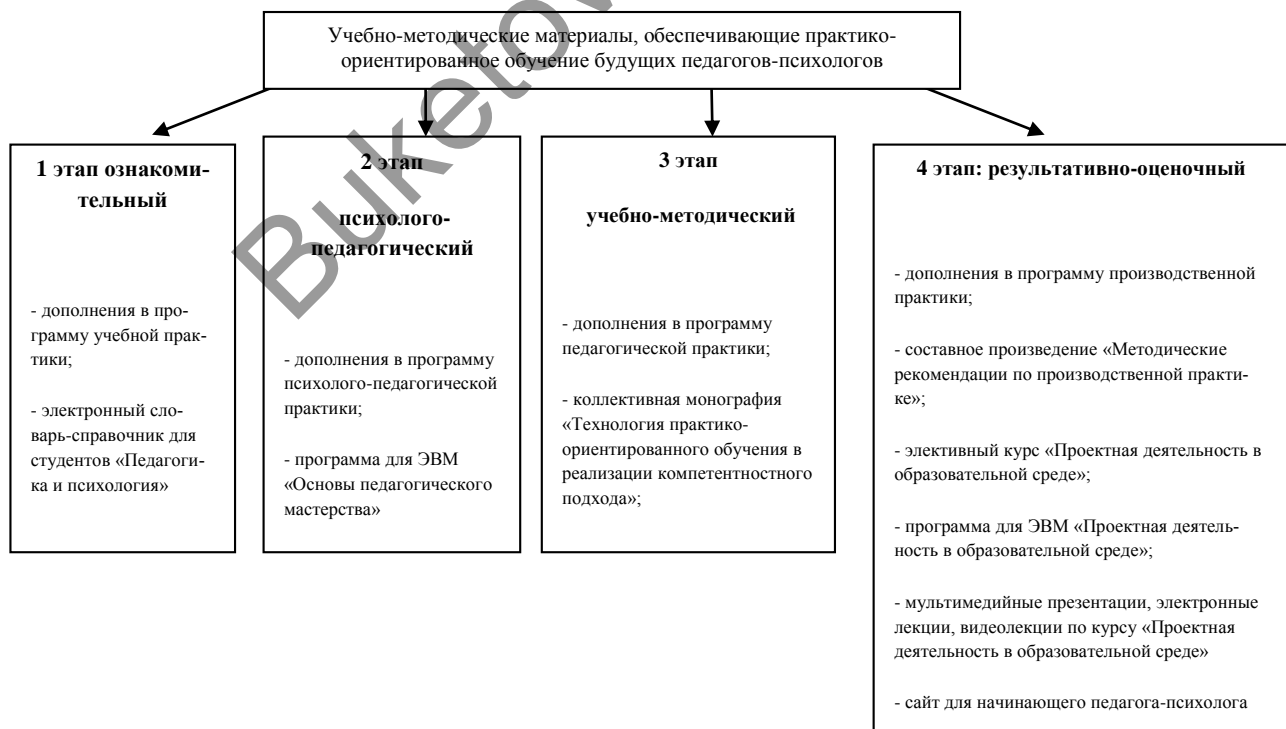 Учебно-методические материалы, обеспечивающие практико-
ориентированное обучение будущих педагогов-психологов
1 этап ознакоми-
тельный
- дополнения в про-
грамму учебной прак-
тики;
- электронный сло-
варь-справочник для
студентов «Педагоги-
ка и психология»
2 этап
психолого-
педагогический
- дополнения в программу
психолого-педагогической
практики;
- программа для ЭВМ
«Основы педагогического
мастерства»
3 этап
учебно-методический
- дополнения в программу
педагогической практики;
- коллективная монография
«Технология практико-
ориентированного обучения в
реализации компетентностного
подхода»;
4 этап: результативно-оценочный
- дополнения в программу производственной
практики;
- составное произведение «Методические
рекомендации по производственной практи-
ке»;
- элективный курс «Проектная деятельность в
образовательной среде»;
- программа для ЭВМ «Проектная деятель-
ность в образовательной среде»;
- мультимедийные презентации, электронные
лекции, видеолекции по курсу «Проектная
деятельность в образовательной среде»
- сайт для начинающего педагога-психолога
Buketov